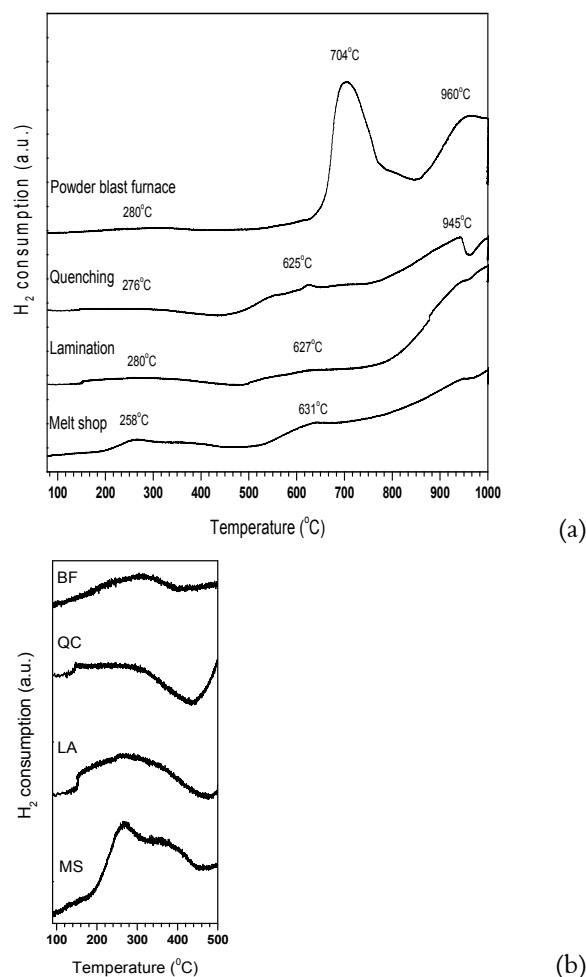 704°C
960°C
Powder blast furnace
280°C
945°C
Quenching
625°C
276°C
Lamination
627°C
280°C
Melt shop
631°C
258°C
H₂ consumption (a.u.)
100 200 300 400 500 600 700 800 900 1000
Temperature (°C)
(a)
BF
QC
LA
MS
H₂ consumption (a.u.)
100 200 300 400 500
Temperature (°C)
(b)